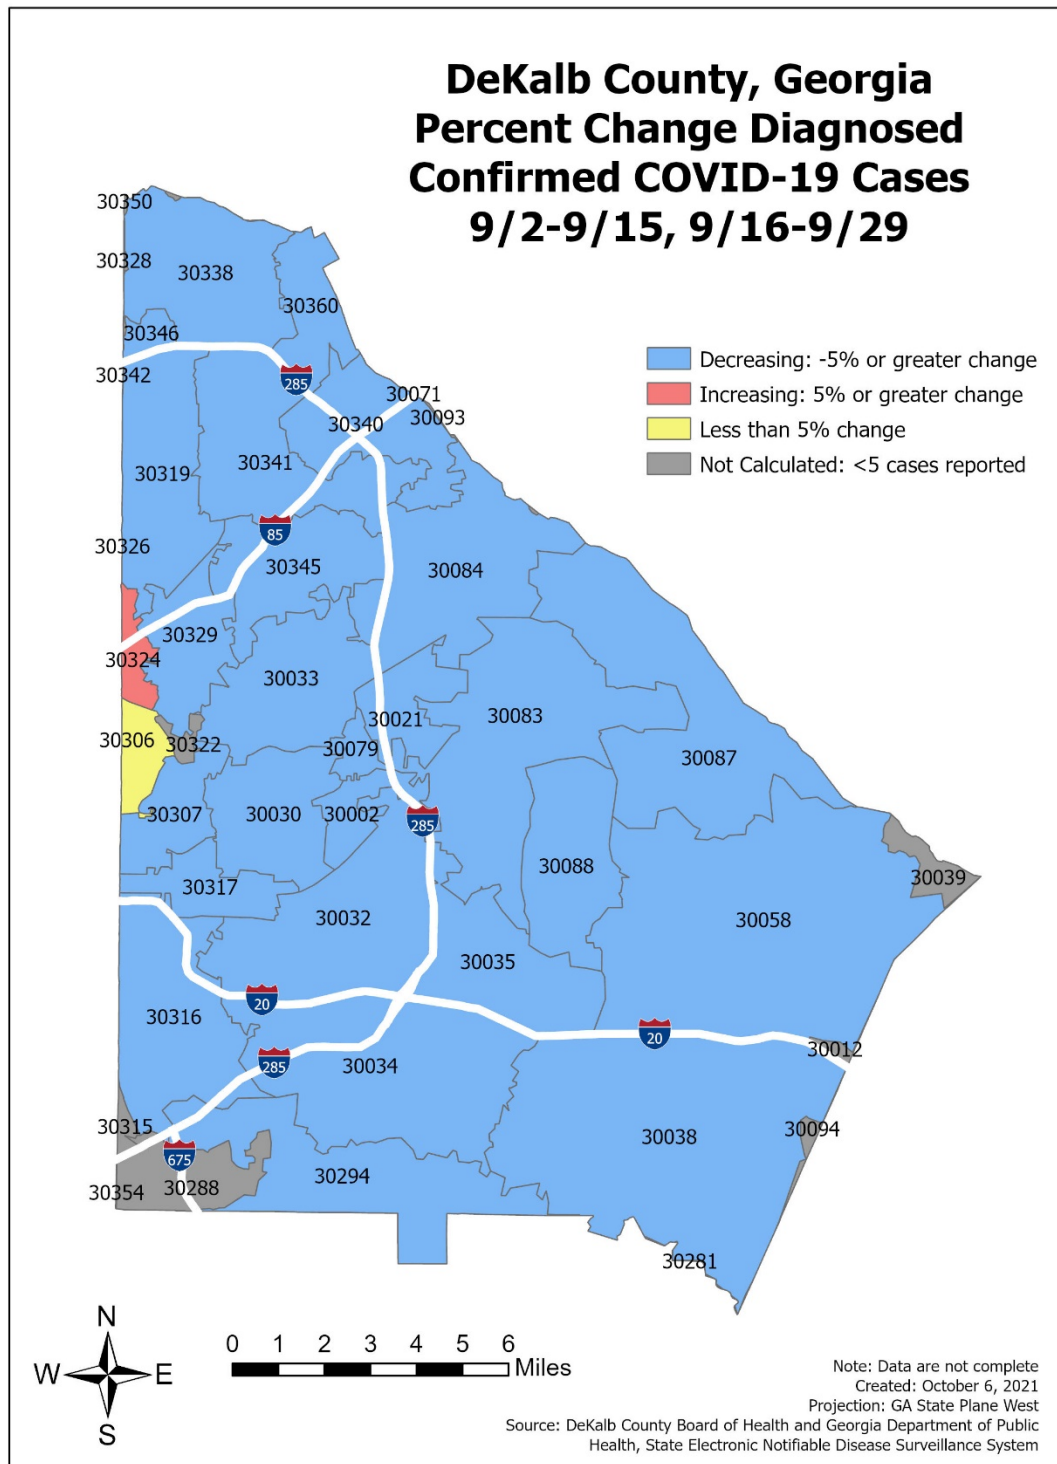 DeKalb County, Georgia
Percent Change Diagnosed
Confirmed COVID-19 Cases
9/2-9/15, 9/16-9/29
30350
30328
30338
30360
30346
30342
285
30071
30093
30340
30341
30319
85
30326
30345
30084
30329
30324
30033
30021
30083
30306
30322
30079
30087
30307
30030
30002
285
30088
30039
30317
30032
30058
30035
20
30316
20
30012
285
30034
30315
30094
30038
675
30354
30288
30294
30281
Decreasing: -5% or greater change
Increasing: 5% or greater change
Less than 5% change
Not Calculated: <5 cases reported
N
W E
S
0 1 2 3 4 5 6
Miles
Note: Data are not complete
Created: October 6, 2021
Projection: GA State Plane West
Source: DeKalb County Board of Health and Georgia Department of Public
Health, State Electronic Notifiable Disease Surveillance System